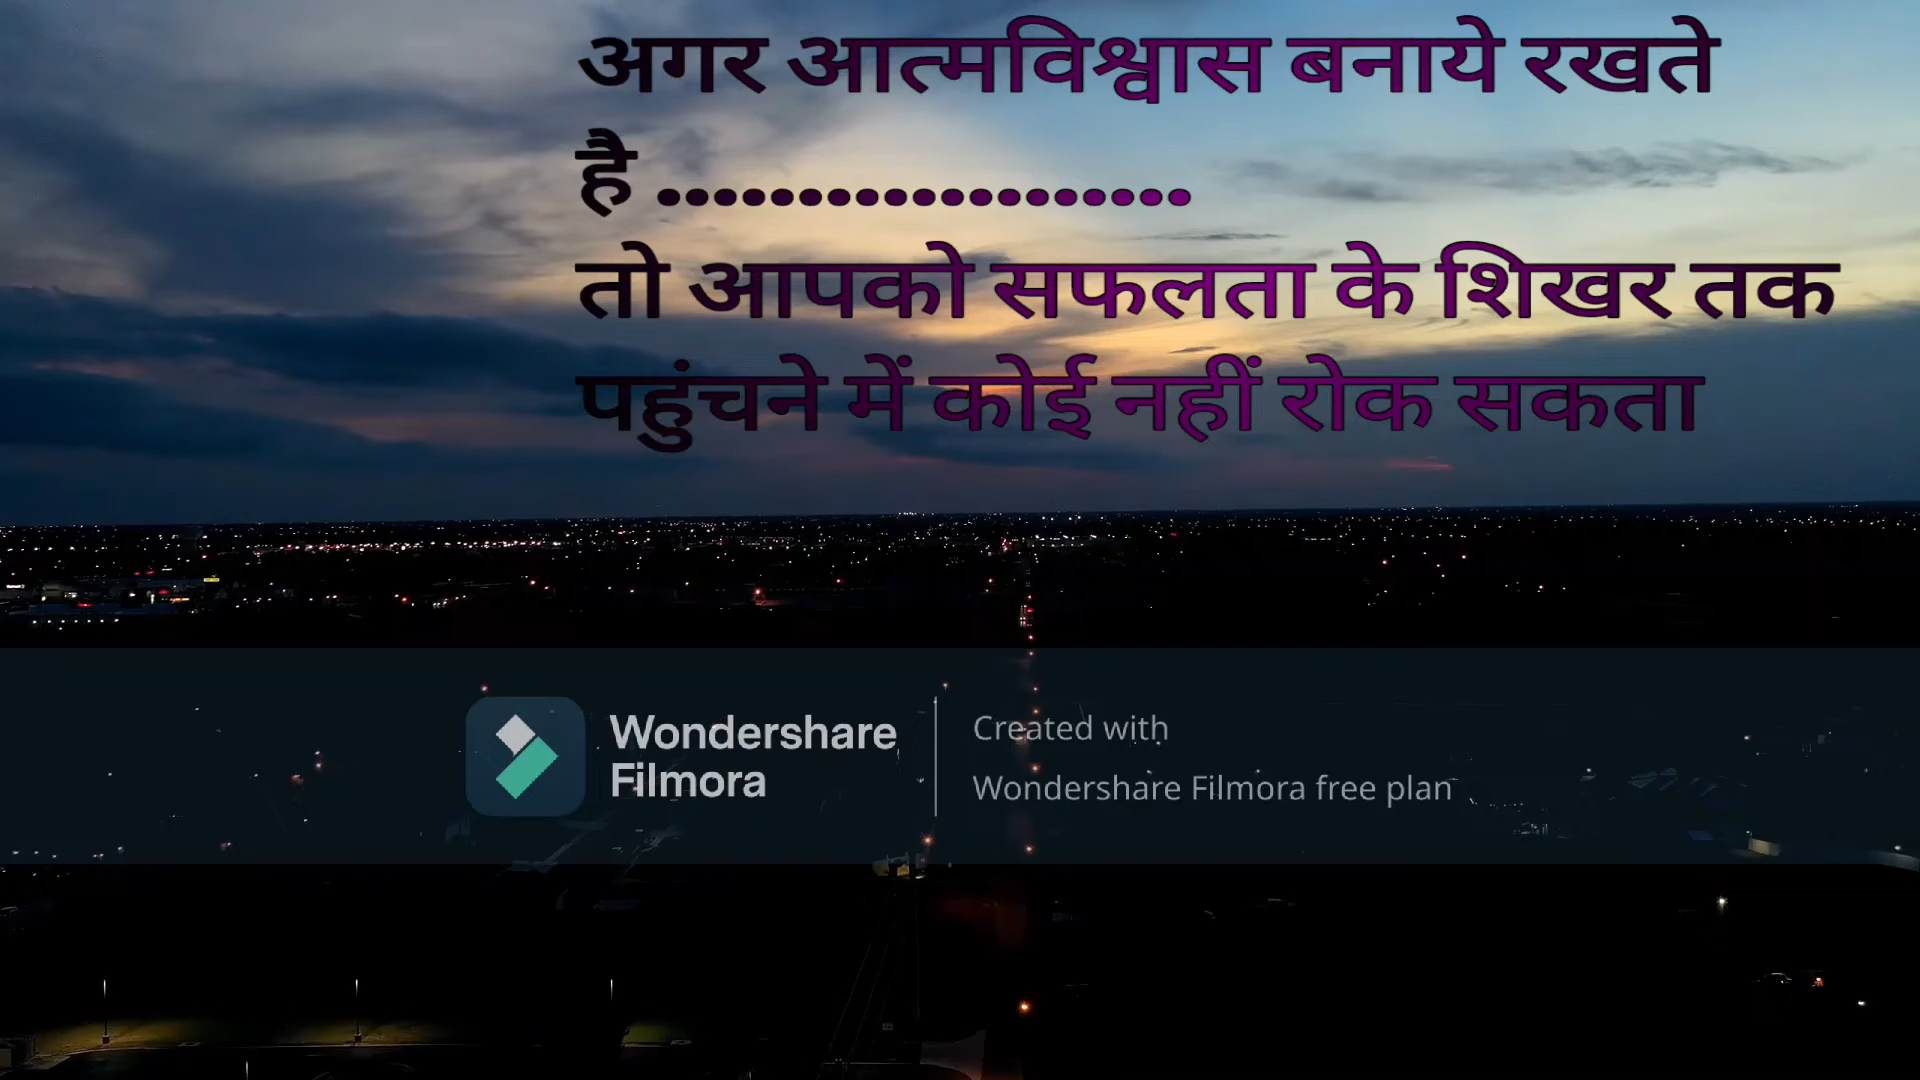 अगर आत्मविश्वास बनाये रखते
है ...................
तो आपको सफलता के शिखर तक
पहुंचने में कोई नहीं रोक सकता
Wondershare
Filmora
Created with
Wondershare Filmora free plan